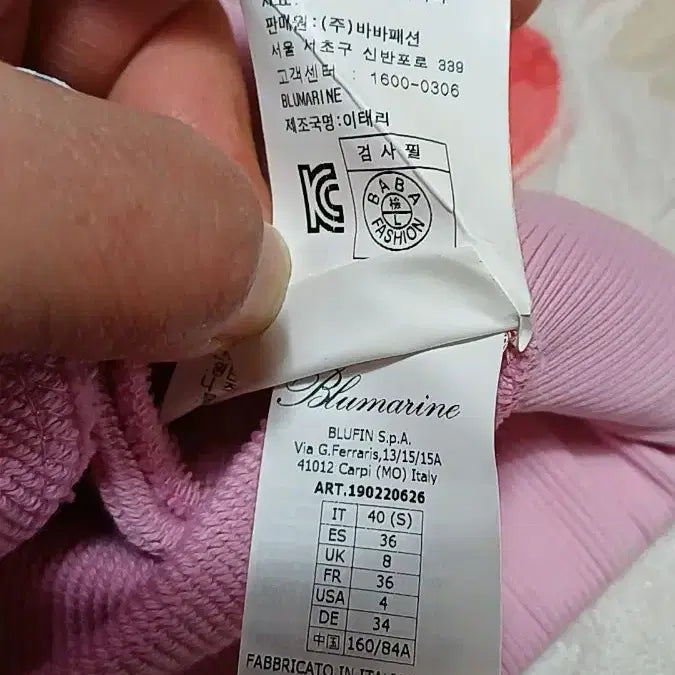 판매원:(주)바바패션
서울 서초구 신반포로 339
고객센터 : 1600-0306
BLUMARINE
제조국명:이태리
검사필
BABA
檢
L
FASHION
Blumarine
BLUFIN S.p.A.
Via G.Ferraris,13/15/15A
41012 Carpi (MO) Italy
ART.190220626
IT 40 (S)
ES 36
UK 8
FR 36
USA 4
DE 34
中国 160/84A
FABBRICATO IN